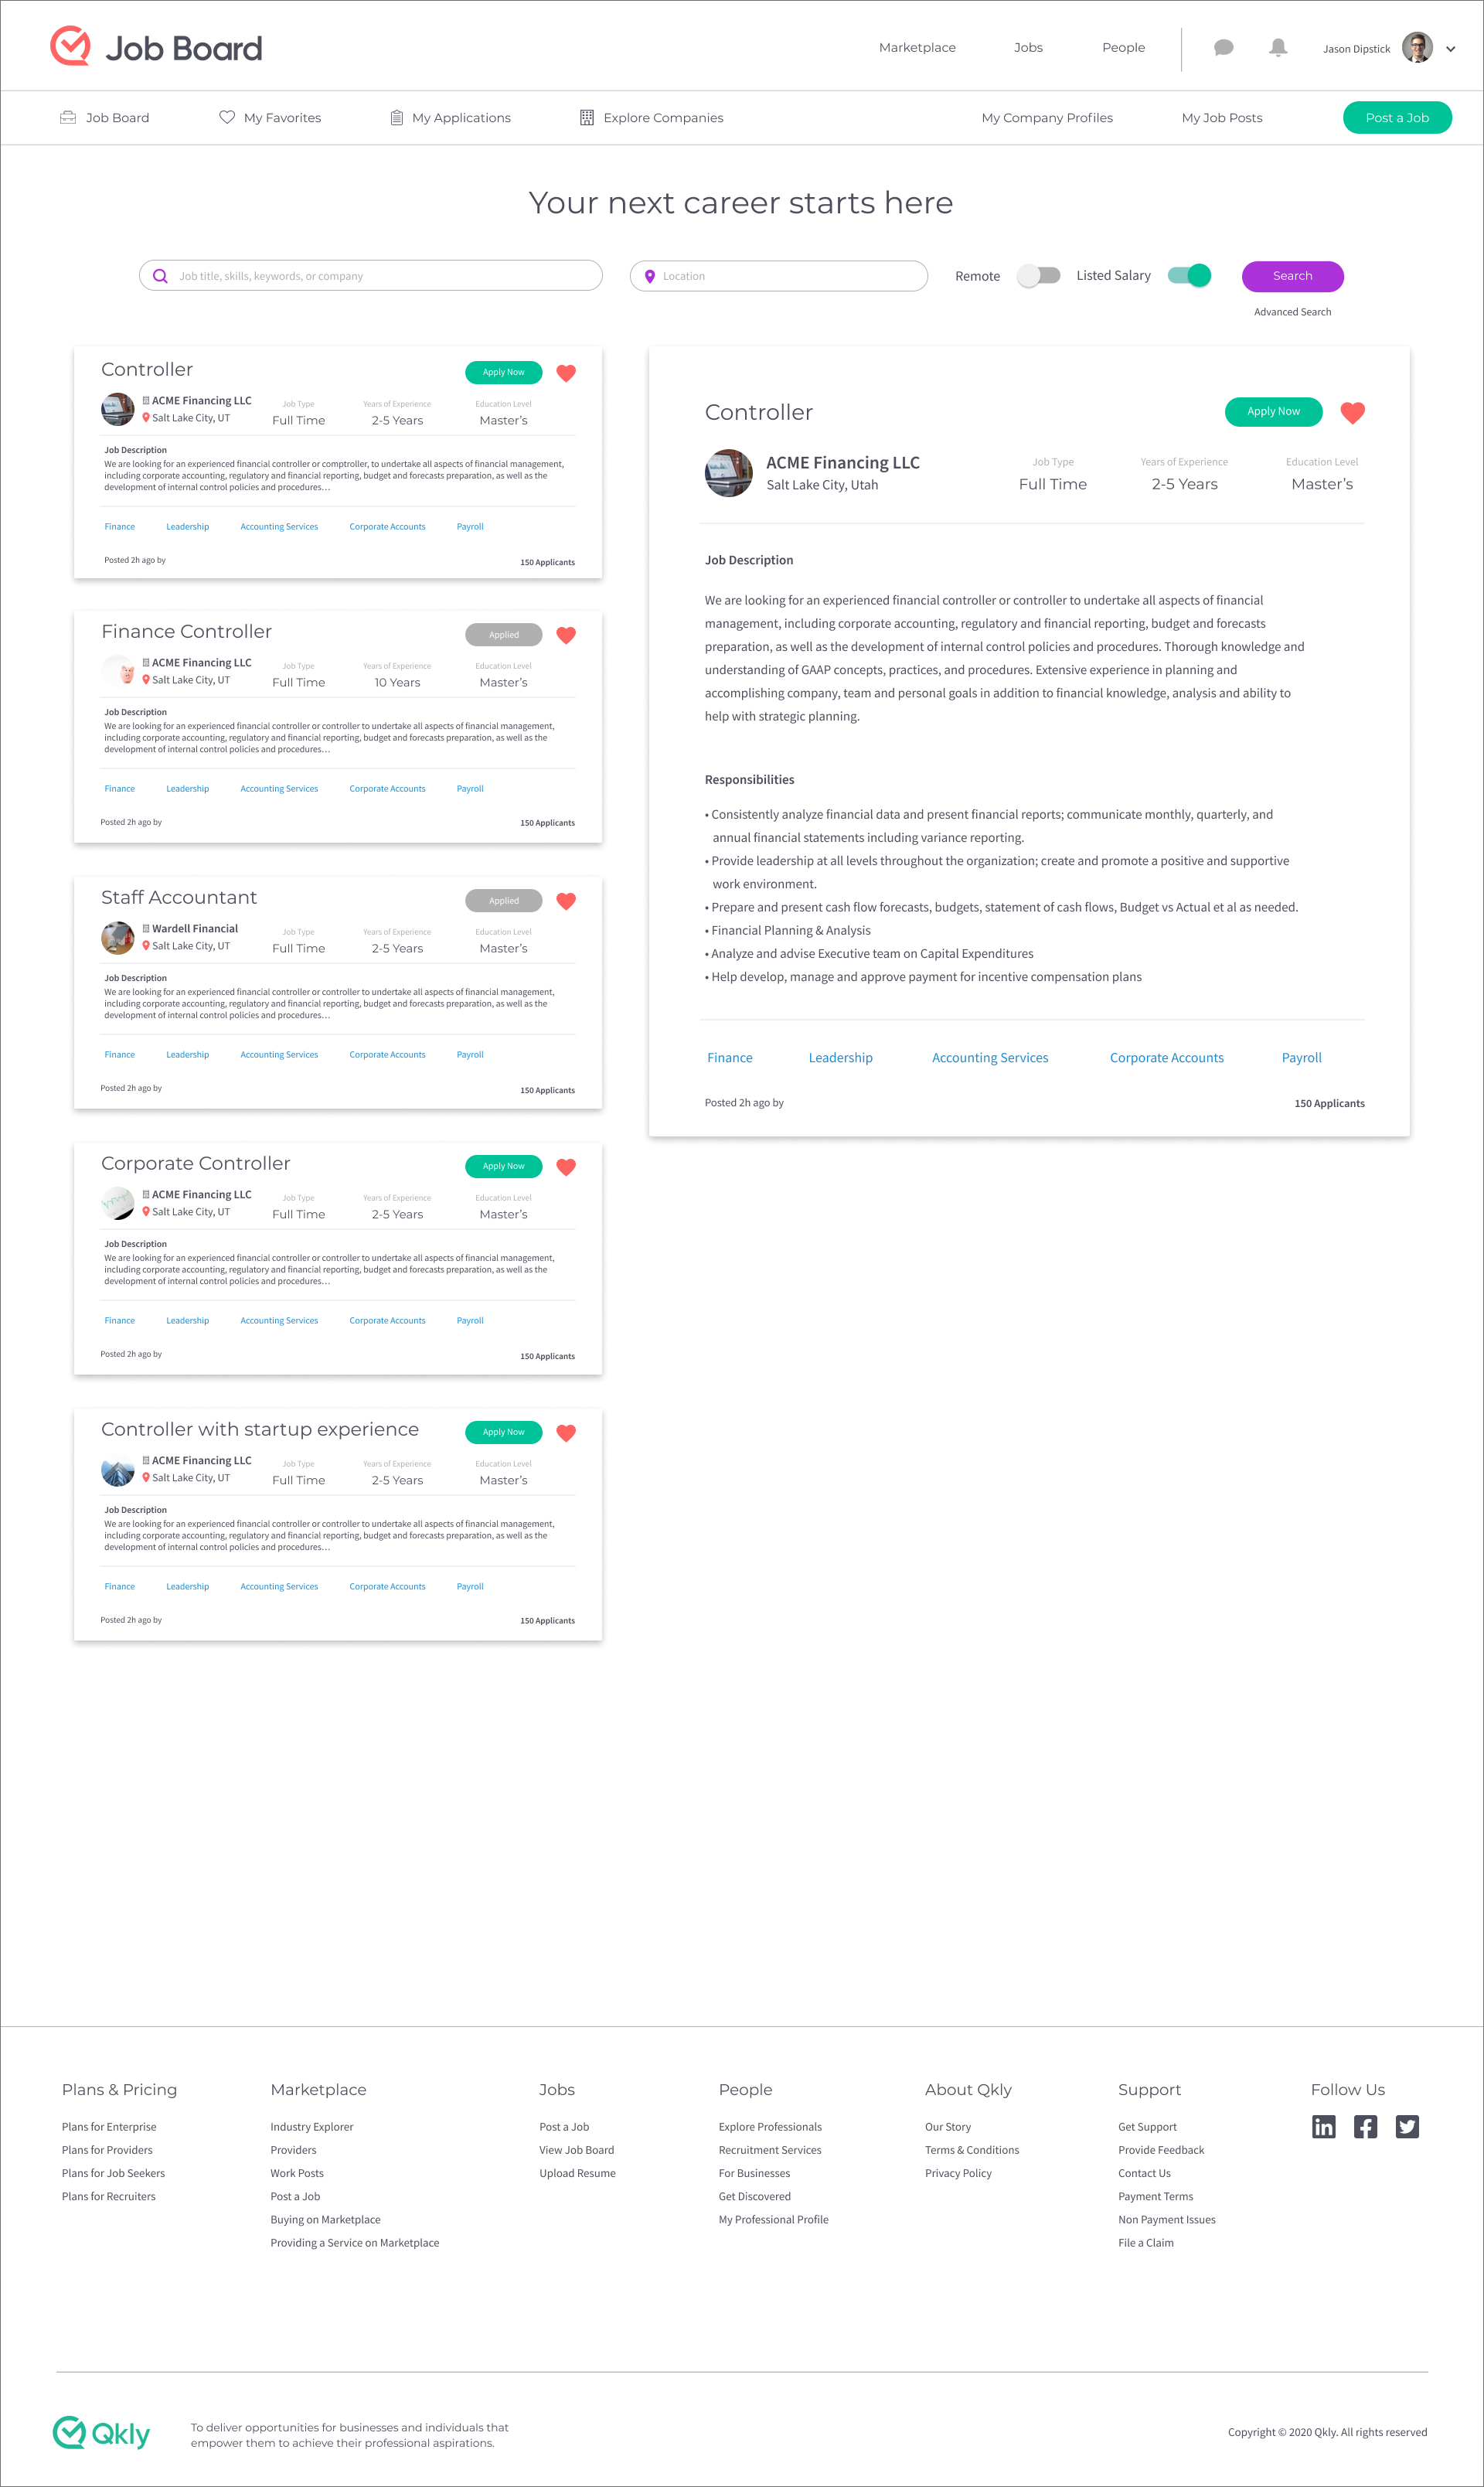 Job Board
Marketplace
Jobs
People
Jason Dipstick
Job Board
My Favorites
My Applications
Explore Companies
My Company Profiles
My Job Posts
Post a Job
Your next career starts here
Job title, skills, keywords, or company
Location
Remote
Listed Salary
Search
Advanced Search
Controller
Apply Now
ACME Financing LLC
Salt Lake City, UT
Job Type
Full Time
Years of Experience
2-5 Years
Education Level
Master's
Job Description
We are looking for an experienced financial controller or comptroller, to undertake all aspects of financial management,
including corporate accounting, regulatory and financial reporting, budget and forecasts preparation, as well as the
development of internal control policies and procedures…
Finance
Leadership
Accounting Services
Corporate Accounts
Payroll
Posted 2h ago by
150 Applicants
Finance Controller
Applied
ACME Financing LLC
Salt Lake City, UT
Job Type
Full Time
Years of Experience
10 Years
Education Level
Master's
Job Description
We are looking for an experienced financial controller or controller to undertake all aspects of financial management,
including corporate accounting, regulatory and financial reporting, budget and forecasts preparation, as well as the
development of internal control policies and procedures…
Finance
Leadership
Accounting Services
Corporate Accounts
Payroll
Posted 2h ago by
150 Applicants
Staff Accountant
Applied
Wardell Financial
Salt Lake City, UT
Job Type
Full Time
Years of Experience
2-5 Years
Education Level
Master's
Job Description
We are looking for an experienced financial controller or controller to undertake all aspects of financial management,
including corporate accounting, regulatory and financial reporting, budget and forecasts preparation, as well as the
development of internal control policies and procedures…
Finance
Leadership
Accounting Services
Corporate Accounts
Payroll
Posted 2h ago by
150 Applicants
Corporate Controller
Apply Now
ACME Financing LLC
Salt Lake City, UT
Job Type
Full Time
Years of Experience
2-5 Years
Education Level
Master's
Job Description
We are looking for an experienced financial controller or controller to undertake all aspects of financial management,
including corporate accounting, regulatory and financial reporting, budget and forecasts preparation, as well as the
development of internal control policies and procedures…
Finance
Leadership
Accounting Services
Corporate Accounts
Payroll
Posted 2h ago by
150 Applicants
Controller with startup experience
Apply Now
ACME Financing LLC
Salt Lake City, UT
Job Type
Full Time
Years of Experience
2-5 Years
Education Level
Master's
Job Description
We are looking for an experienced financial controller or controller to undertake all aspects of financial management,
including corporate accounting, regulatory and financial reporting, budget and forecasts preparation, as well as the
development of internal control policies and procedures…
Finance
Leadership
Accounting Services
Corporate Accounts
Payroll
Posted 2h ago by
150 Applicants
Controller
Apply Now
ACME Financing LLC
Salt Lake City, Utah
Job Type
Full Time
Years of Experience
2-5 Years
Education Level
Master's
Job Description
We are looking for an experienced financial controller or controller to undertake all aspects of financial
management, including corporate accounting, regulatory and financial reporting, budget and forecasts
preparation, as well as the development of internal control policies and procedures. Thorough knowledge and
understanding of GAAP concepts, practices, and procedures. Extensive experience in planning and
accomplishing company, team and personal goals in addition to financial knowledge, analysis and ability to
help with strategic planning.
Responsibilities
• Consistently analyze financial data and present financial reports; communicate monthly, quarterly, and
annual financial statements including variance reporting.
• Provide leadership at all levels throughout the organization; create and promote a positive and supportive
work environment.
• Prepare and present cash flow forecasts, budgets, statement of cash flows, Budget vs Actual et al as needed.
• Financial Planning & Analysis
• Analyze and advise Executive team on Capital Expenditures
• Help develop, manage and approve payment for incentive compensation plans
Finance
Leadership
Accounting Services
Corporate Accounts
Payroll
Posted 2h ago by
150 Applicants
Plans & Pricing
Plans for Enterprise
Plans for Providers
Plans for Job Seekers
Plans for Recruiters
Marketplace
Industry Explorer
Providers
Work Posts
Post a Job
Buying on Marketplace
Providing a Service on Marketplace
Jobs
Post a Job
View Job Board
Upload Resume
People
Explore Professionals
Recruitment Services
For Businesses
Get Discovered
My Professional Profile
About Qkly
Our Story
Terms & Conditions
Privacy Policy
Support
Get Support
Provide Feedback
Contact Us
Payment Terms
Non Payment Issues
File a Claim
Follow Us
Qkly
To deliver opportunities for businesses and individuals that
empower them to achieve their professional aspirations.
Copyright © 2020 Qkly. All rights reserved